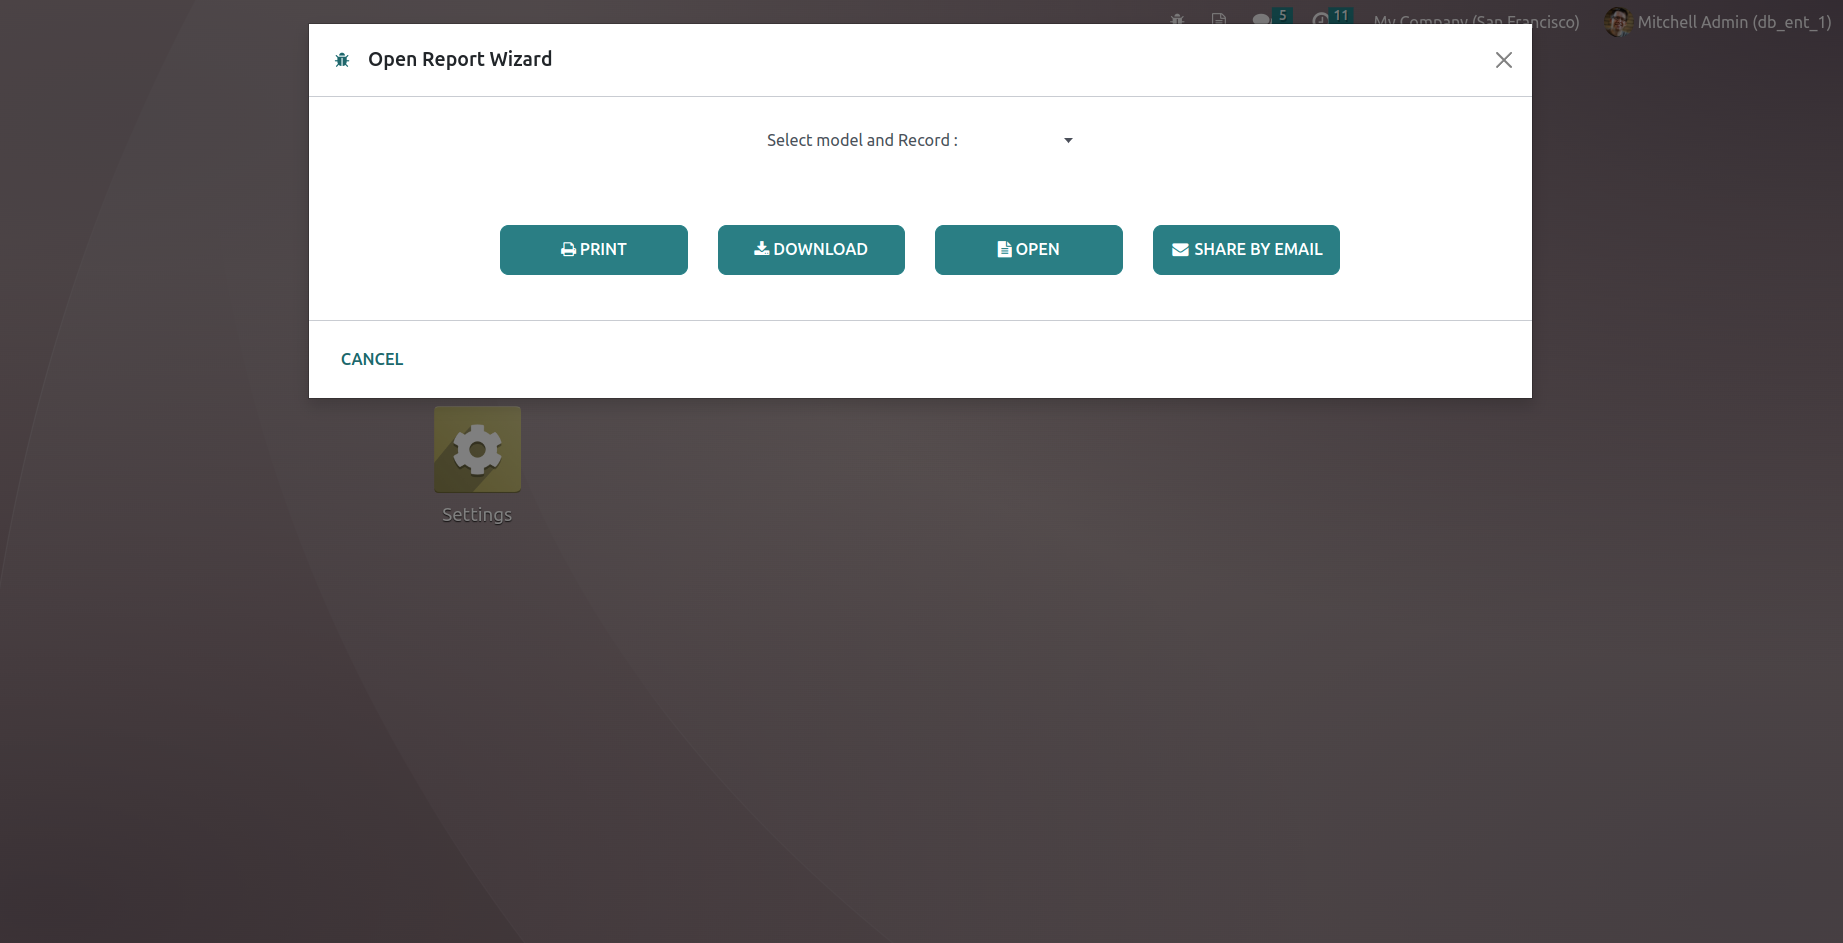 5
11
My Company (San Francisco)
Mitchell Admin (db_ent_1)
Open Report Wizard
Select model and Record :
PRINT
DOWNLOAD
OPEN
SHARE BY EMAIL
CANCEL
Settings